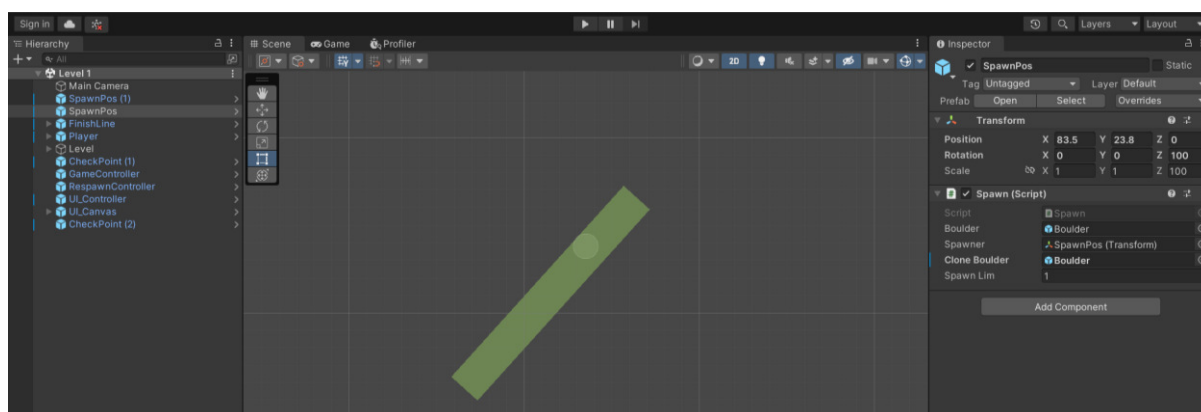 Sign in
Layers
Layout
Hierarchy
All
Level 1
Main Camera
SpawnPos (1)
SpawnPos
FinishLine
Player
Level
CheckPoint (1)
GameController
RespawnController
UI_Controller
UI_Canvas
CheckPoint (2)
Scene Game Profiler
2D
Inspector
SpawnPos Static
Tag Untagged Layer Default
Prefab Open Select Overrides
Transform
Position X 83.5 Y 23.8 Z 0
Rotation X 0 Y 0 Z 100
Scale X 1 Y 1 Z 100
Spawn (Script)
Script Spawn
Boulder Boulder
Spawner SpawnPos (Transform)
Clone Boulder Boulder
Spawn Lim 1
Add Component